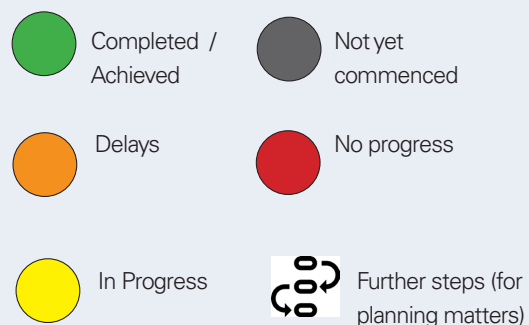 Completed /
Achieved
Not yet
commenced
Delays
No progress
In Progress
Further steps (for
planning matters)